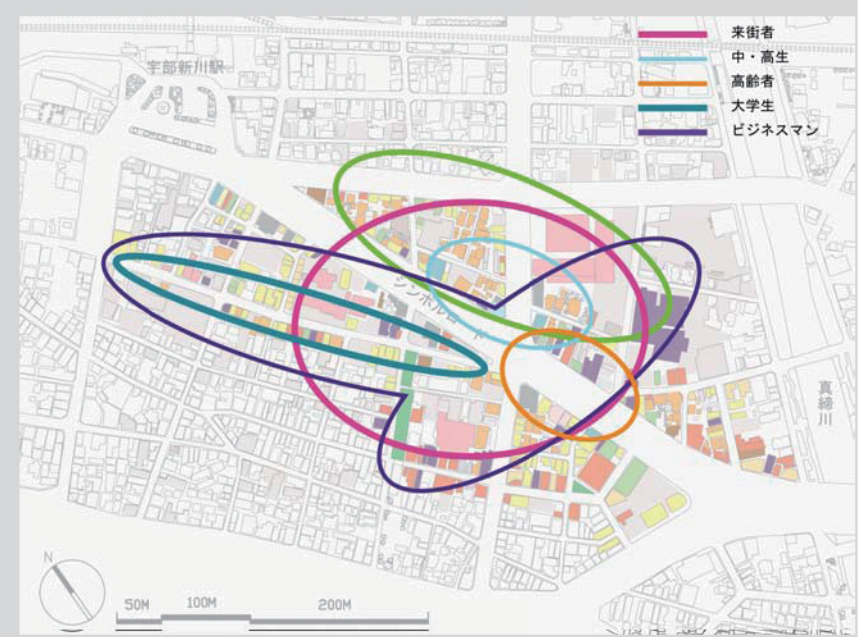 来街者
中・高生
高齢者
大学生
ビジネスマン
宇部新川駅
シンボルロード
真締川
N
50M 100M 200M